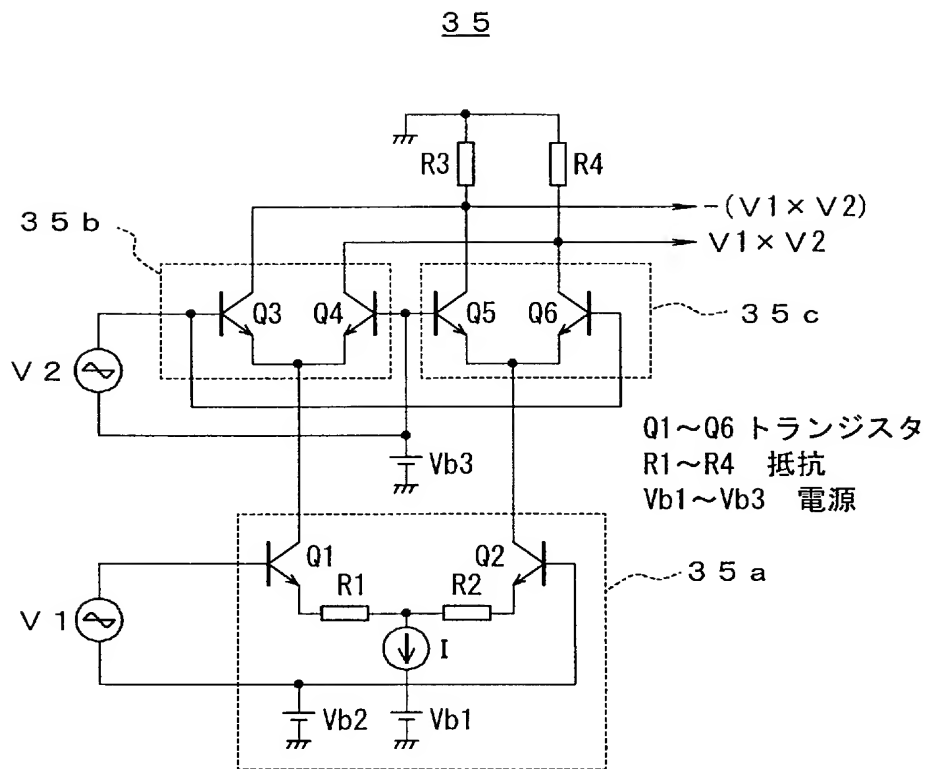 35
R3
R4
-(V1×V2)
V1×V2
35b
Q3
Q4
Q5
Q6
35c
V2
Vb3
Q1~Q6 トランジスタ
R1~R4 抵抗
Vb1~Vb3 電源
Q1
Q2
R1
R2
35a
V1
I
Vb2
Vb1